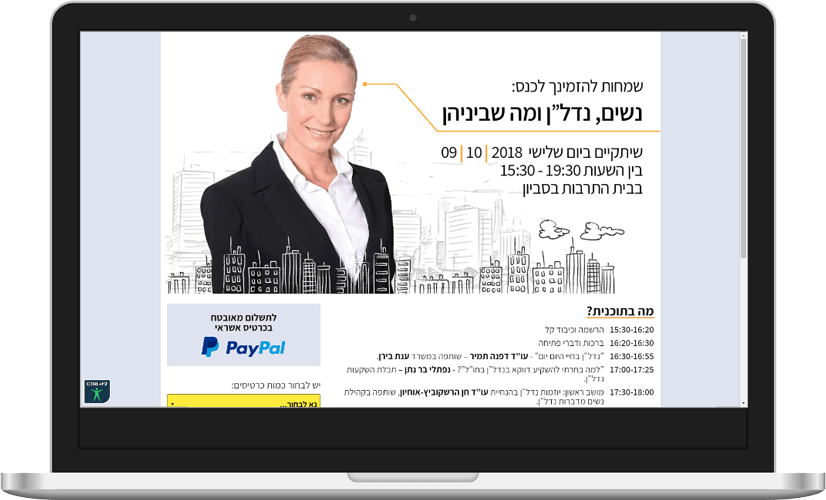 שמחות להזמינך לכנס:
נשים, נדל"ן ומה שביניהן
שיתקיים ביום שלישי 2018 | 10 | 09
בין השעות 19:30 - 15:30
בבית התרבות בסביון
מה בתוכנית?
15:30-16:20 הרשמה וכיבוד קל
16:20-16:30 ברכות ודברי פתיחה
16:30-16:55 "נדל"ן בחיי היום יום" - עו"ד דפנה תמיר – שותפה במשרד ענת בירן.
17:00-17:25 "למה בחרתי להשקיע דווקא בנדל"ן בחו"ל"? - נפתלי בר נתן – תכלת השקעות
נדל"ן.
17:30-18:00 מושב ראשון: יוזמות נדל"ן בהנחיית עו"ד חן הרשקוביץ-אוחיון, שותפה בקהילת
נשים מדברות נדל"ן.
לתשלום מאובטח
בכרטיס אשראי
PayPal
יש לבחור כמות כרטיסים:
נא לבחור...
CTRL+F2